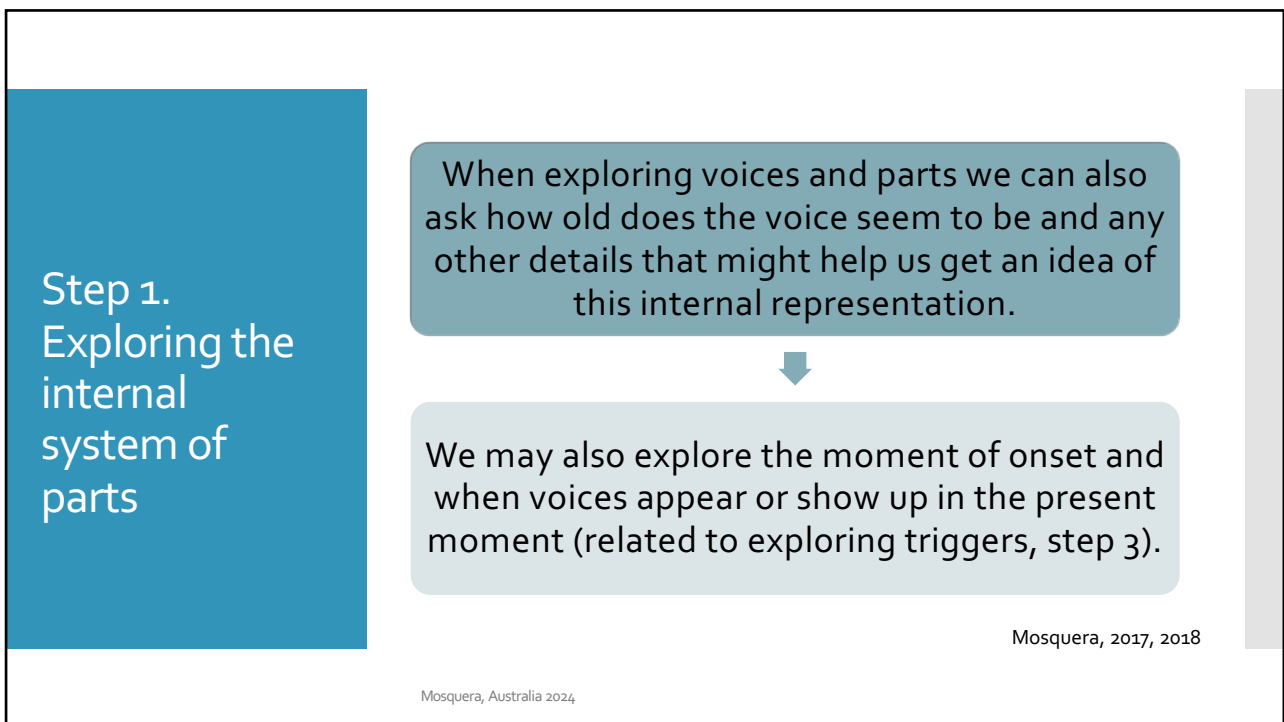 Step 1.
Exploring the
internal
system of
parts
When exploring voices and parts we can also
ask how old does the voice seem to be and any
other details that might help us get an idea of
this internal representation.
We may also explore the moment of onset and
when voices appear or show up in the present
moment (related to exploring triggers, step 3).
Mosquera, 2017, 2018
Mosquera, Australia 2024